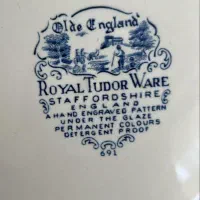 Olde England
ROYAL TUDOR WARE
STAFFORDSHIRE
ENGLAND
A HAND ENGRAVED PATTERN
UNDER THE GLAZE
PERMANENT COLOURS
DETERGENT PROOF
691